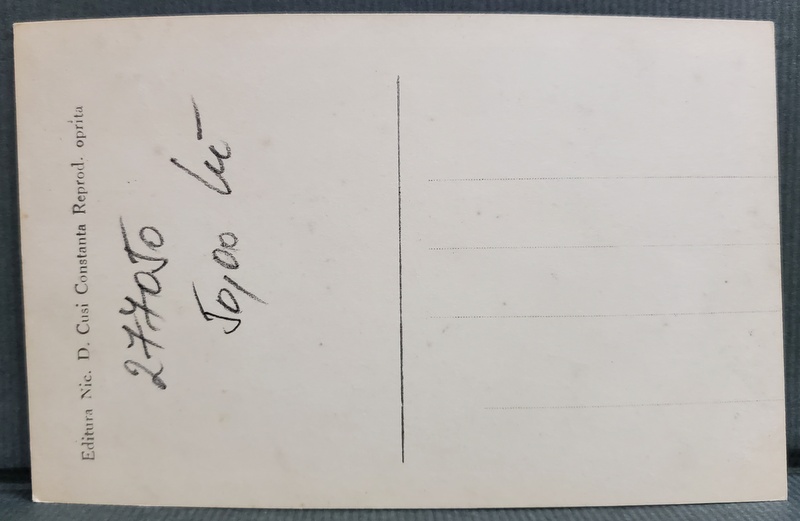 Editura Nic. D. Cusi Constanta Reprod. oprita
277050
50,00 lei